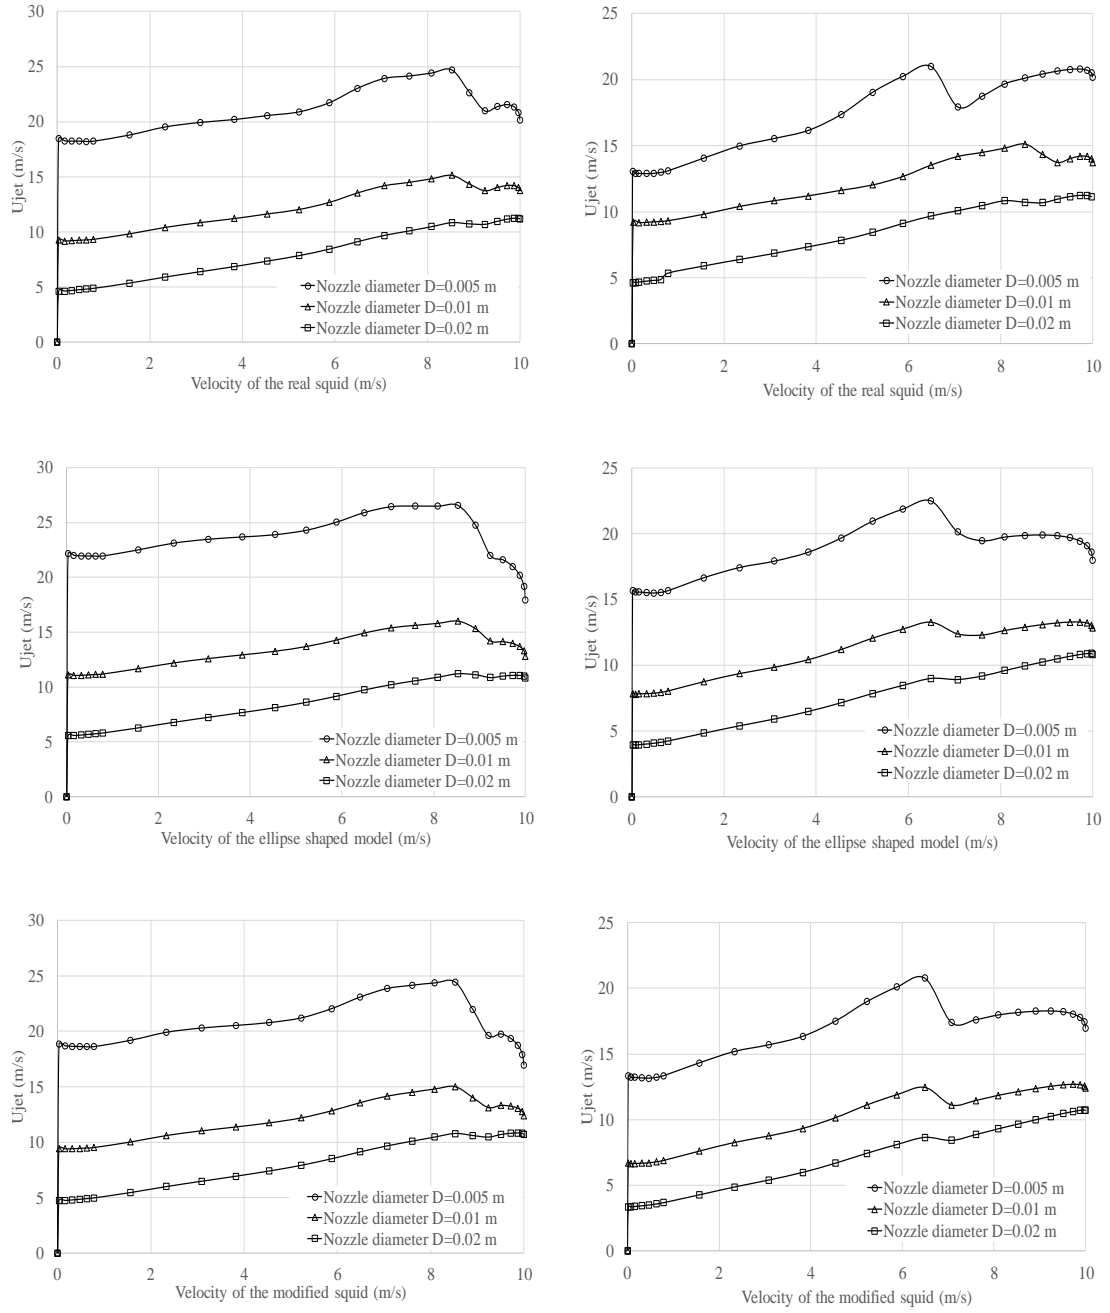 30
25
20
15
10
5
0
Ujet (m/s)
Nozzle diameter D=0.005 m
Nozzle diameter D=0.01 m
Nozzle diameter D=0.02 m
0 2 4 6 8 10
Velocity of the real squid (m/s)
25
20
15
10
5
0
Ujet (m/s)
Nozzle diameter D=0.005 m
Nozzle diameter D=0.01 m
Nozzle diameter D=0.02 m
0 2 4 6 8 10
Velocity of the real squid (m/s)
30
25
20
15
10
5
0
Ujet (m/s)
Nozzle diameter D=0.005 m
Nozzle diameter D=0.01 m
Nozzle diameter D=0.02 m
0 2 4 6 8 10
Velocity of the ellipse shaped model (m/s)
25
20
15
10
5
0
Ujet (m/s)
Nozzle diameter D=0.005 m
Nozzle diameter D=0.01 m
Nozzle diameter D=0.02 m
0 2 4 6 8 10
Velocity of the ellipse shaped model (m/s)
30
25
20
15
10
5
0
Ujet (m/s)
Nozzle diameter D=0.005 m
Nozzle diameter D=0.01 m
Nozzle diameter D=0.02 m
0 2 4 6 8 10
Velocity of the modified squid (m/s)
25
20
15
10
5
0
Ujet (m/s)
Nozzle diameter D=0.005 m
Nozzle diameter D=0.01 m
Nozzle diameter D=0.02 m
0 2 4 6 8 10
Velocity of the modified squid (m/s)